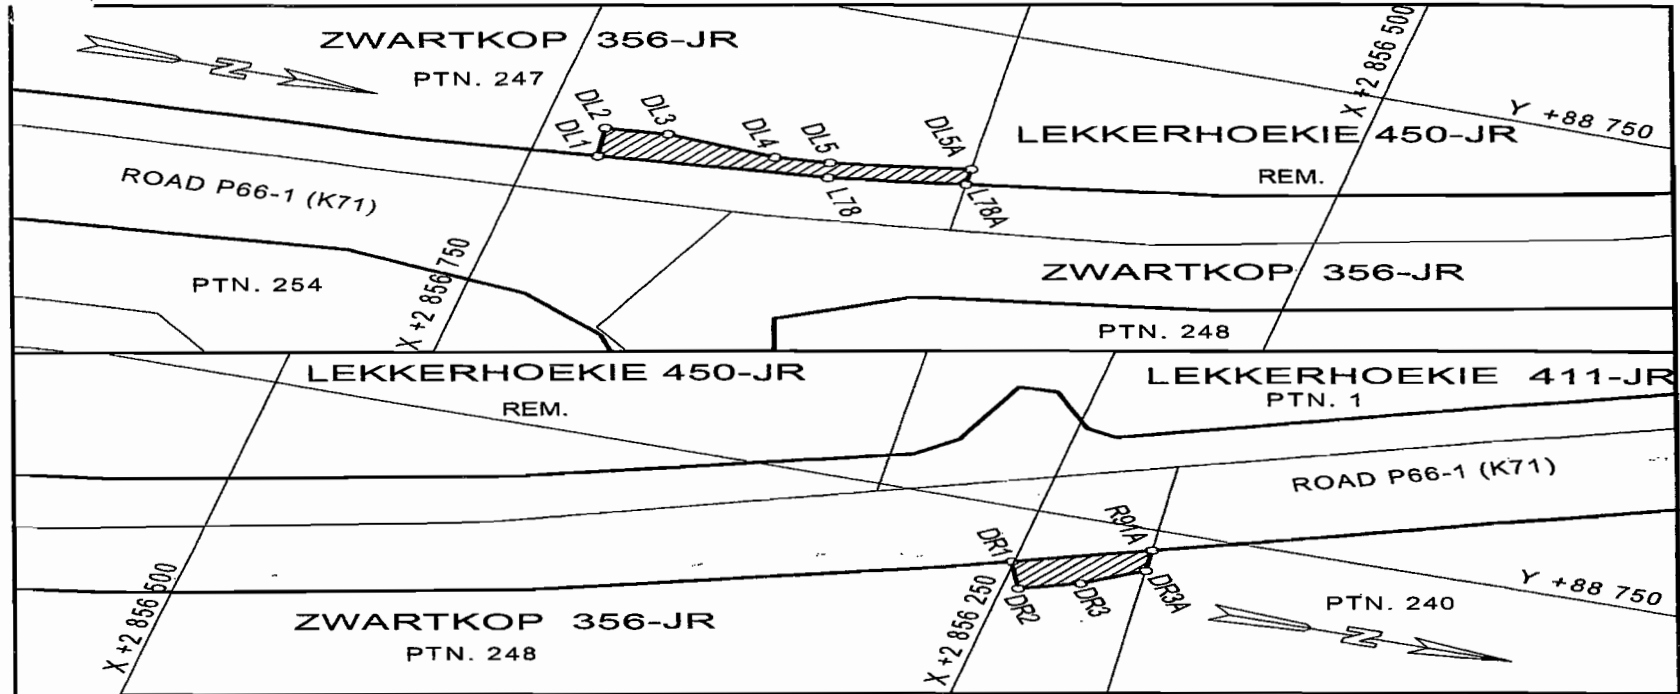 ZWARTKOP 356-JR
PTN. 247
N
X +2 856 500
Y +88 750
DL2
DL3
DL1
DL4
DL5
DL5A
LEKKERHOEKIE 450-JR
REM.
ROAD P66-1 (K71)
L78
L78A
X +2 856 750
PTN. 254
ZWARTKOP 356-JR
PTN. 248
LEKKERHOEKIE 450-JR
REM.
LEKKERHOEKIE 411-JR
PTN. 1
ROAD P66-1 (K71)
R91A
DR1
DR2
DR3
DR3A
X +2 856 500
X +2 856 250
Y +88 750
ZWARTKOP 356-JR
PTN. 248
PTN. 240
N